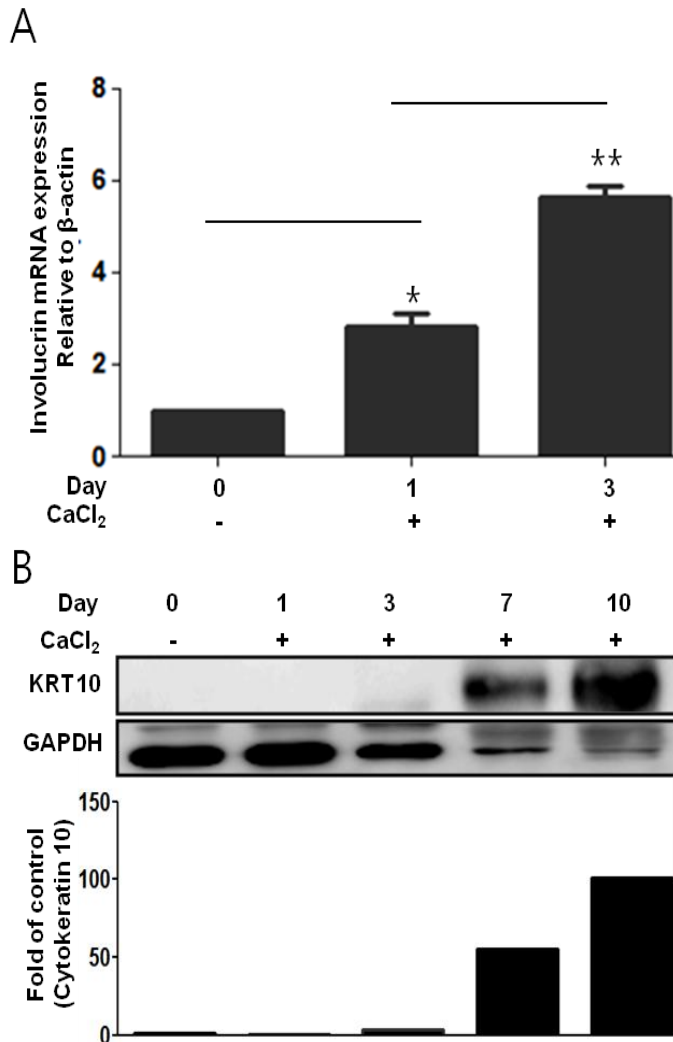 A
Involucrin mRNA expression
Relative to β-actin
8
6
4
2
0
*
**
Day 0 1 3
CaCl₂ - + +
B
Day 0 1 3 7 10
CaCl₂ - + + + +
KRT10
GAPDH
Fold of control
(Cytokeratin 10)
150
100
50
0